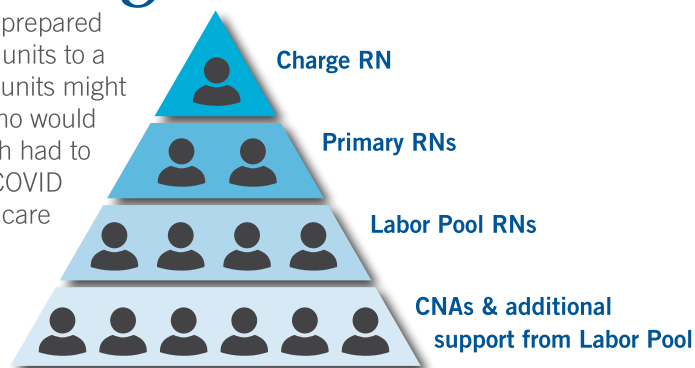 prepared
units to a
units might
would
had to
COVID
care
Charge RN
Primary RNs
Labor Pool RNs
CNAs & additional
support from Labor Pool